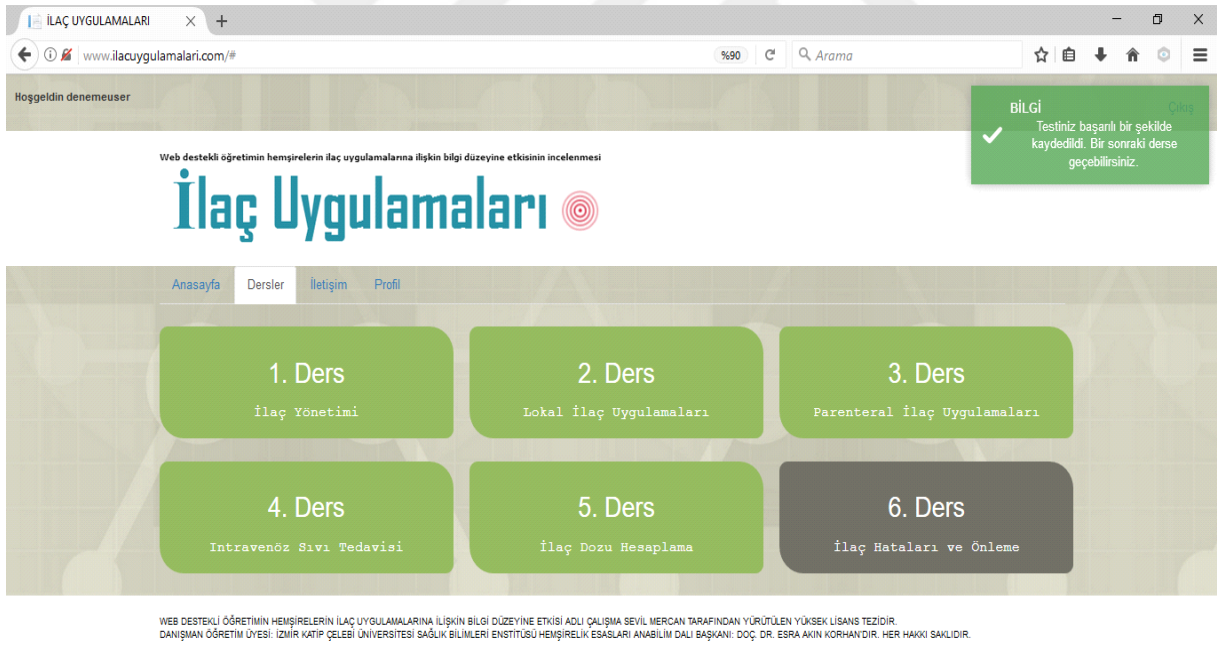 İLAÇ UYGULAMALARI
www.ilacuygulamalari.com/#
%90
Arama
Hoşgeldin denemeuser
Çıkış
BİLGİ
Testiniz başarılı bir şekilde
kaydedildi. Bir sonraki derse
geçebilirsiniz.
Web destekli öğretimin hemşirelerin ilaç uygulamalarına ilişkin bilgi düzeyine etkisinin incelenmesi
İlaç Uygulamaları
Anasayfa Dersler İletişim Profil
1. Ders
İlaç Yönetimi
2. Ders
Lokal İlaç Uygulamaları
3. Ders
Parenteral İlaç Uygulamaları
4. Ders
Intravenöz Sıvı Tedavisi
5. Ders
İlaç Dozu Hesaplama
6. Ders
İlaç Hataları ve Önleme
WEB DESTEKLİ ÖĞRETİMİN HEMŞİRELERİN İLAÇ UYGULAMALARINA İLİŞKİN BİLGİ DÜZEYİNE ETKİSİ ADLI ÇALIŞMA SEVİL MERCAN TARAFINDAN YÜRÜTÜLEN YÜKSEK LİSANS TEZİDİR.
DANIŞMAN ÖĞRETİM ÜYESİ: İZMİR KATİP ÇELEBİ ÜNİVERSİTESİ SAĞLIK BİLİMLERİ ENSTİTÜSÜ HEMŞİRELİK ESASLARI ANABİLİM DALI BAŞKANI: DOÇ. DR. ESRA AKIN KORHAN'DIR. HER HAKKI SAKLIDIR.